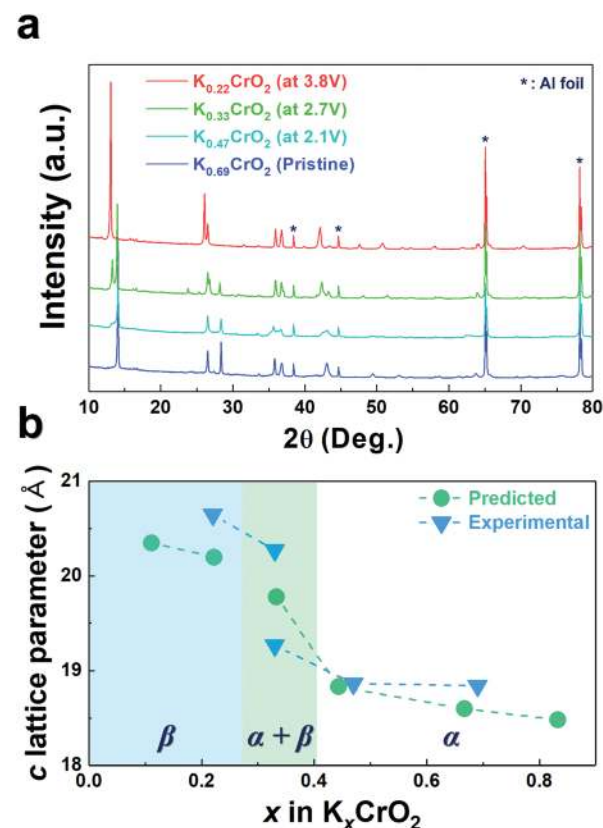 a
K0.22CrO2 (at 3.8V)
K0.33CrO2 (at 2.7V)
K0.47CrO2 (at 2.1V)
K0.69CrO2 (Pristine)
* : Al foil
*
*
*
*
Intensity (a.u.)
10 20 30 40 50 60 70 80
2θ (Deg.)
b
21
20
19
18
c lattice parameter (Å)
Predicted
Experimental
β
α + β
α
0.0 0.2 0.4 0.6 0.8
x in KxCrO2